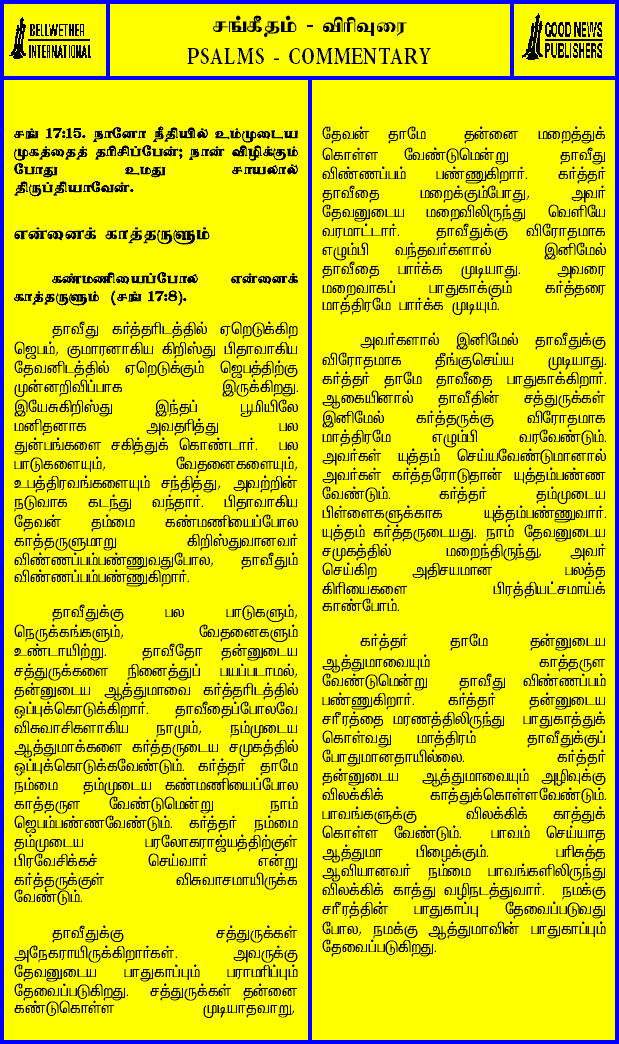 BELLWETHER
INTERNATIONAL
சங்கீதம் - விரிவுரை
PSALMS - COMMENTARY
GOOD NEWS
PUBLISHERS
சங் 17:15. நானோ நீதியில் உம்முடைய
முகத்தைத் தரிசிப்பேன்; நான் விழிக்கும்
போது உமது சாயலால்
திருப்தியாவேன்.
என்னைக் காத்தருளும்
கண்மணியைப்போல என்னைக்
காத்தருளும் (சங் 17:8).
தாவீது கர்த்தரிடத்தில் ஏறெடுக்கிற
ஜெபம், குமாரனாகிய கிறிஸ்து பிதாவாகிய
தேவனிடத்தில் ஏறெடுக்கும் ஜெபத்திற்கு
முன்னறிவிப்பாக இருக்கிறது.
இயேசுகிறிஸ்து இந்தப் பூமியிலே
மனிதனாக அவதரித்து பல
துன்பங்களை சகித்துக் கொண்டார். பல
பாடுகளையும், வேதனைகளையும்,
உபத்திரவங்களையும் சந்தித்து, அவற்றின்
நடுவாக கடந்து வந்தார். பிதாவாகிய
தேவன் தம்மை கண்மணியைப்போல
காத்தருளுமாறு கிறிஸ்துவானவர்
விண்ணப்பம்பண்ணுவதுபோல, தாவீதும்
விண்ணப்பம்பண்ணுகிறார்.
தாவீதுக்கு பல பாடுகளும்,
நெருக்கங்களும், வேதனைகளும்
உண்டாயிற்று. தாவீதோ தன்னுடைய
சத்துருக்களை நினைத்துப் பயப்படாமல்,
தன்னுடைய ஆத்துமாவை கர்த்தரிடத்தில்
ஒப்புக்கொடுக்கிறார். தாவீதைப்போலவே
விசுவாசிகளாகிய நாமும், நம்முடைய
ஆத்துமாக்களை கர்த்தருடைய சமுகத்தில்
ஒப்புக்கொடுக்கவேண்டும். கர்த்தர் தாமே
நம்மை தம்முடைய கண்மணியைப்போல
காத்தருள வேண்டுமென்று நாம்
ஜெபம்பண்ணவேண்டும். கர்த்தர் நம்மை
தம்முடைய பரலோகராஜ்யத்திற்குள்
பிரவேசிக்கச் செய்வார் என்று
கர்த்தருக்குள் விசுவாசமாயிருக்க
வேண்டும்.
தாவீதுக்கு சத்துருக்கள்
அநேகராயிருக்கிறார்கள். அவருக்கு
தேவனுடைய பாதுகாப்பும் பராமரிப்பும்
தேவைப்படுகிறது. சத்துருக்கள் தன்னை
கண்டுகொள்ள முடியாதவாறு,
தேவன் தாமே தன்னை மறைத்துக்
கொள்ள வேண்டுமென்று தாவீது
விண்ணப்பம் பண்ணுகிறார். கர்த்தர்
தாவீதை மறைக்கும்போது, அவர்
தேவனுடைய மறைவிலிருந்து வெளியே
வரமாட்டார். தாவீதுக்கு விரோதமாக
எழும்பி வந்தவர்களால் இனிமேல்
தாவீதை பார்க்க முடியாது. அவரை
மறைவாகப் பாதுகாக்கும் கர்த்தரை
மாத்திரமே பார்க்க முடியும்.
அவர்களால் இனிமேல் தாவீதுக்கு
விரோதமாக தீங்குசெய்ய முடியாது.
கர்த்தர் தாமே தாவீதை பாதுகாக்கிறார்.
ஆகையினால் தாவீதின் சத்துருக்கள்
இனிமேல் கர்த்தருக்கு விரோதமாக
மாத்திரமே எழும்பி வரவேண்டும்.
அவர்கள் யுத்தம் செய்யவேண்டுமானால்
அவர்கள் கர்த்தரோடுதான் யுத்தம்பண்ண
வேண்டும். கர்த்தர் தம்முடைய
பிள்ளைகளுக்காக யுத்தம்பண்ணுவார்.
யுத்தம் கர்த்தருடையது. நாம் தேவனுடைய
சமுகத்தில் மறைந்திருந்து, அவர்
செய்கிற அதிசயமான பலத்த
கிரியைகளை பிரத்தியட்சமாய்க்
காண்போம்.
கர்த்தர் தாமே தன்னுடைய
ஆத்துமாவையும் காத்தருள
வேண்டுமென்று தாவீது விண்ணப்பம்
பண்ணுகிறார். கர்த்தர் தன்னுடைய
சரீரத்தை மரணத்திலிருந்து பாதுகாத்துக்
கொள்வது மாத்திரம் தாவீதுக்குப்
போதுமானதாயில்லை. கர்த்தர்
தன்னுடைய ஆத்துமாவையும் அழிவுக்கு
விலக்கிக் காத்துக்கொள்ளவேண்டும்.
பாவங்களுக்கு விலக்கிக் காத்துக்
கொள்ள வேண்டும். பாவம் செய்யாத
ஆத்துமா பிழைக்கும். பரிசுத்த
ஆவியானவர் நம்மை பாவங்களிலிருந்து
விலக்கிக் காத்து வழிநடத்துவார். நமக்கு
சரீரத்தின் பாதுகாப்பு தேவைப்படுவது
போல, நமக்கு ஆத்துமாவின் பாதுகாப்பும்
தேவைப்படுகிறது.